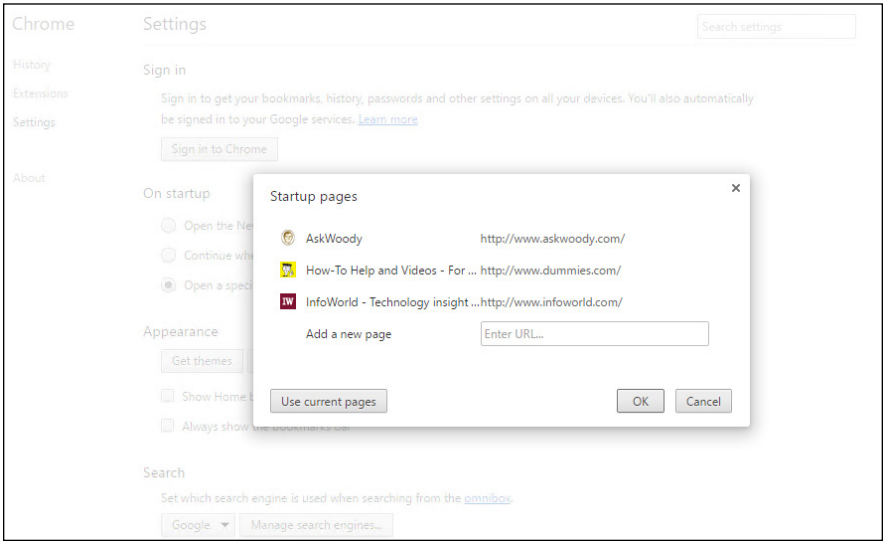 Chrome
Settings
Search settings
History
Extensions
Settings
About
Sign in
Sign in to get your bookmarks, history, passwords and other settings on all your devices. You'll also automatically
be signed in to your Google services. Learn more
Sign in to Chrome
On startup
Open the Ne
Continue whe
Open a speci
Appearance
Get themes
Show Home b
Always show the bookmarks bar
Search
Set which search engine is used when searching from the omnibox.
Google
Manage search engines...
Startup pages
AskWoody http://www.askwoody.com/
How-To Help and Videos - For ... http://www.dummies.com/
IW InfoWorld - Technology insight ...http://www.infoworld.com/
Add a new page Enter URL...
Use current pages
OK
Cancel